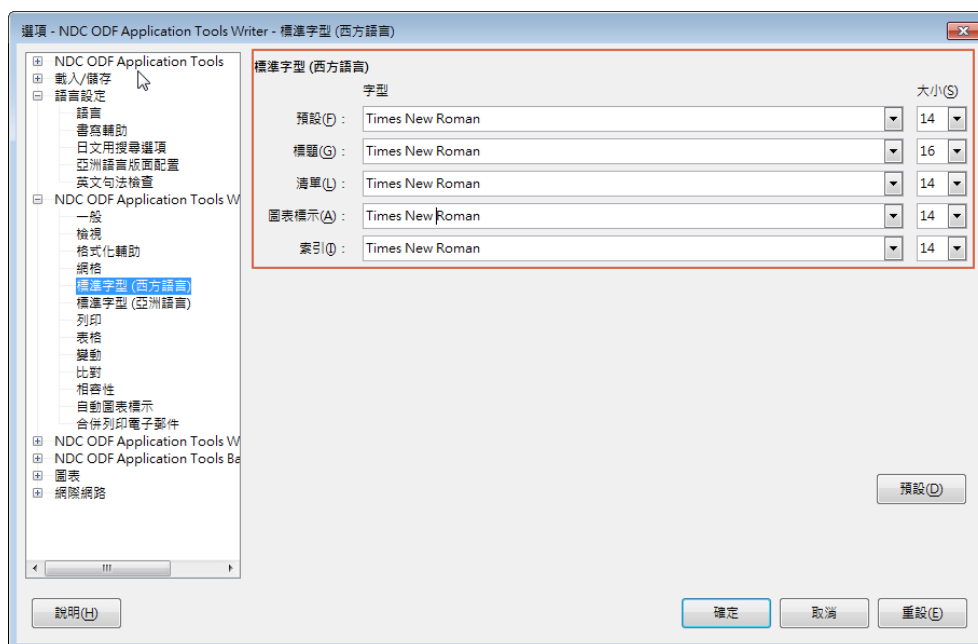 選項 - NDC ODF Application Tools Writer - 標準字型 (西方語言)
NDC ODF Application Tools
載入/儲存
語言設定
語言
書寫輔助
日文用搜尋選項
亞洲語言版面配置
英文句法檢查
NDC ODF Application Tools W
一般
檢視
格式化輔助
網格
標準字型 (西方語言)
標準字型 (亞洲語言)
列印
表格
變動
比對
相容性
自動圖表標示
合併列印電子郵件
NDC ODF Application Tools W
NDC ODF Application Tools Ba
圖表
網際網路
標準字型 (西方語言)
字型 大小(S)
預設(F)： Times New Roman 14
標題(G)： Times New Roman 16
清單(L)： Times New Roman 14
圖表標示(A)： Times New Roman 14
索引(I)： Times New Roman 14
預設(D)
說明(H) 確定 取消 重設(E)